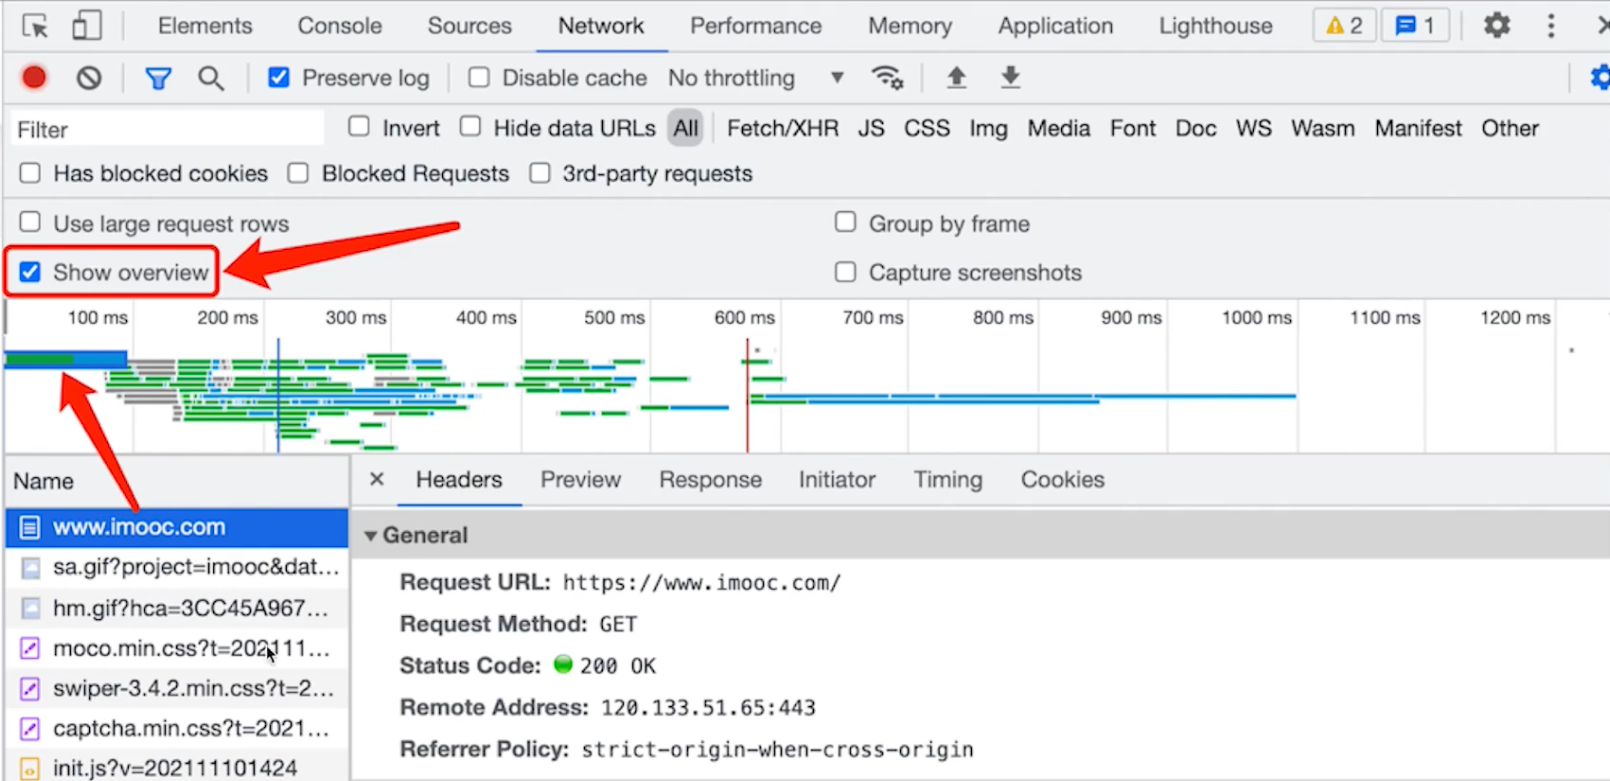 Elements Console Sources Network Performance Memory Application Lighthouse 2 1
Preserve log Disable cache No throttling
Filter Invert Hide data URLs All Fetch/XHR JS CSS Img Media Font Doc WS Wasm Manifest Other
Has blocked cookies Blocked Requests 3rd-party requests
Use large request rows Group by frame
Show overview Capture screenshots
100 ms 200 ms 300 ms 400 ms 500 ms 600 ms 700 ms 800 ms 900 ms 1000 ms 1100 ms 1200 ms
Name × Headers Preview Response Initiator Timing Cookies
www.imooc.com
sa.gif?project=imooc&dat...
hm.gif?hca=3CC45A967...
moco.min.css?t=202111...
swiper-3.4.2.min.css?t=2...
captcha.min.css?t=2021...
init.js?v=202111101424
General
Request URL: https://www.imooc.com/
Request Method: GET
Status Code: 200 OK
Remote Address: 120.133.51.65:443
Referrer Policy: strict-origin-when-cross-origin